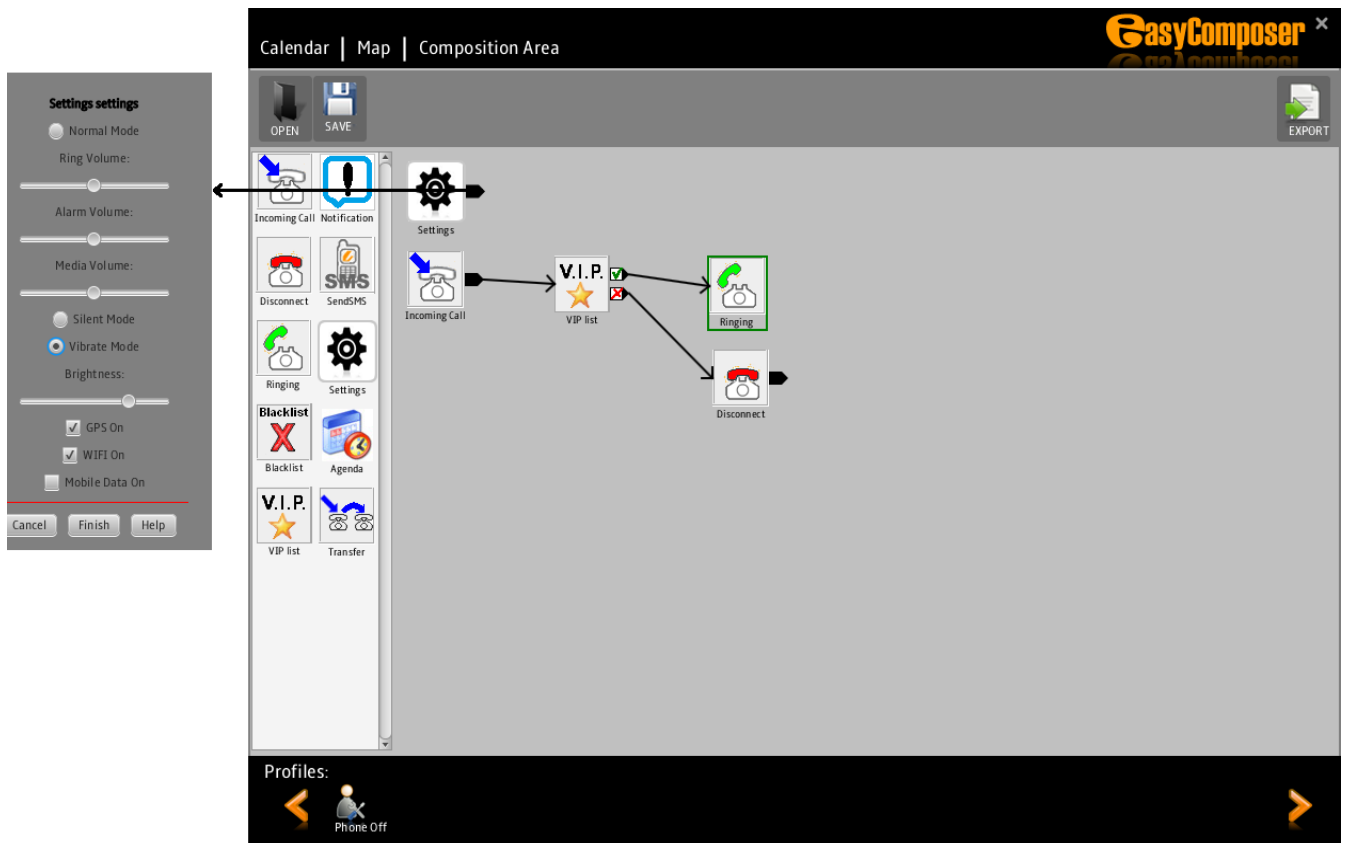 Settings settings
Normal Mode
Ring Volume:
Alarm Volume:
Media Volume:
Silent Mode
Vibrate Mode
Brightness:
GPS On
WIFI On
Mobile Data On
Cancel Finish Help
Calendar | Map | Composition Area
easyComposer
OPEN SAVE
EXPORT
Incoming Call Notification
Disconnect SMS SendSMS
Ringing Settings
Blacklist
Blacklist Agenda
V.I.P.
VIP list Transfer
Settings
Incoming Call
V.I.P.
VIP list
Ringing
Disconnect
Profiles:
Phone Off